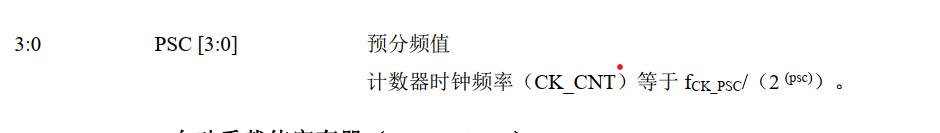 3:0 PSC [3:0] 预分频值
计数器时钟频率（CK_CNT）等于 fCK_PSC/（2 (psc)）。